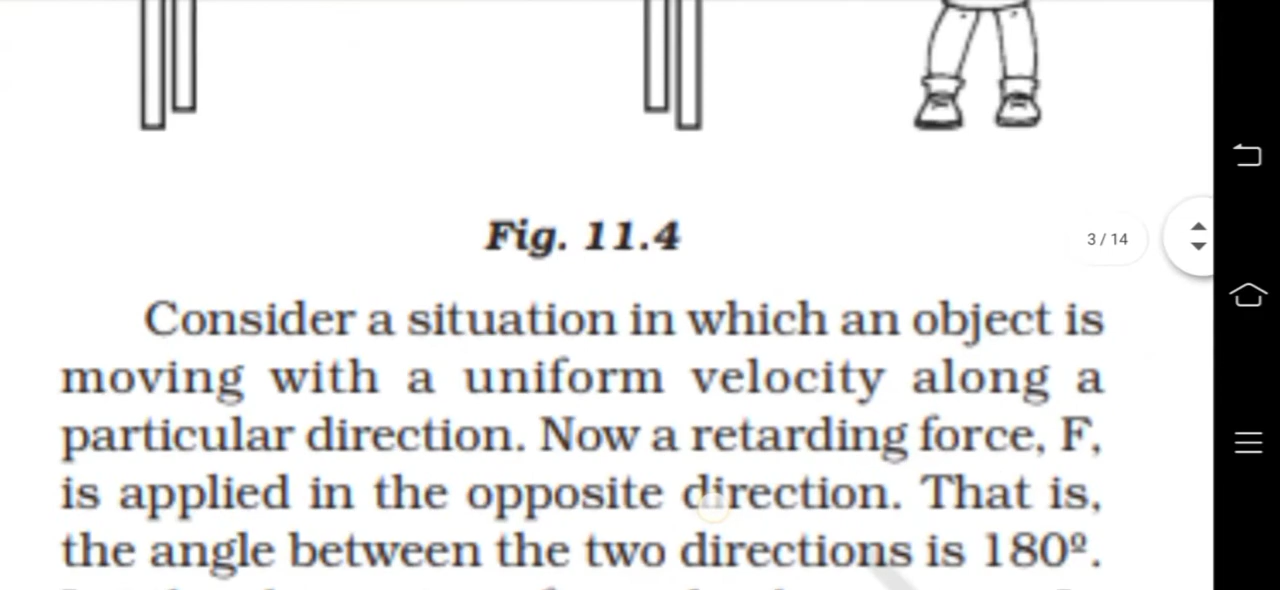 Fig. 11.4
3 / 14
Consider a situation in which an object is
moving with a uniform velocity along a
particular direction. Now a retarding force, F,
is applied in the opposite direction. That is,
the angle between the two directions is 180º.